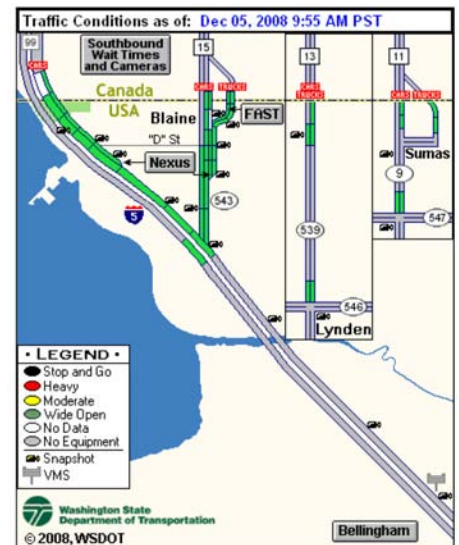 Traffic Conditions as of: Dec 05, 2008 9:55 AM PST
99
Southbound
Wait Times
and Cameras
15
13
11
CARS
CARS
TRUCKS
CARS
TRUCKS
CARS
TRUCKS
Canada
USA
Blaine
FAST
"D" St
Sumas
Nexus
9
5
543
547
539
546
Lynden
• LEGEND •
Stop and Go
Heavy
Moderate
Wide Open
No Data
No Equipment
Snapshot
VMS
Washington State
Department of Transportation
© 2008, WSDOT
Bellingham